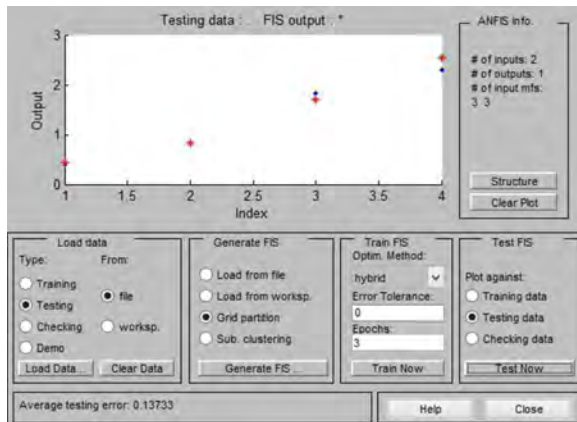 Testing data : . FIS output : *
3
2
1
0
Output
1
1.5
2
2.5
3
3.5
4
Index
ANFIS info.
# of inputs: 2
# of outputs: 1
# of input mfs:
3 3
Structure
Clear Plot
Load data
Type:
From:
Training
Testing
Checking
Demo
file
worksp.
Load Data...
Clear Data
Generate FIS
Load from file
Load from worksp.
Grid partition
Sub. clustering
Generate FIS ...
Train FIS
Optim. Method:
hybrid
Error Tolerance:
0
Epochs:
3
Train Now
Test FIS
Plot against:
Training data
Testing data
Checking data
Test Now
Average testing error: 0.13733
Help
Close